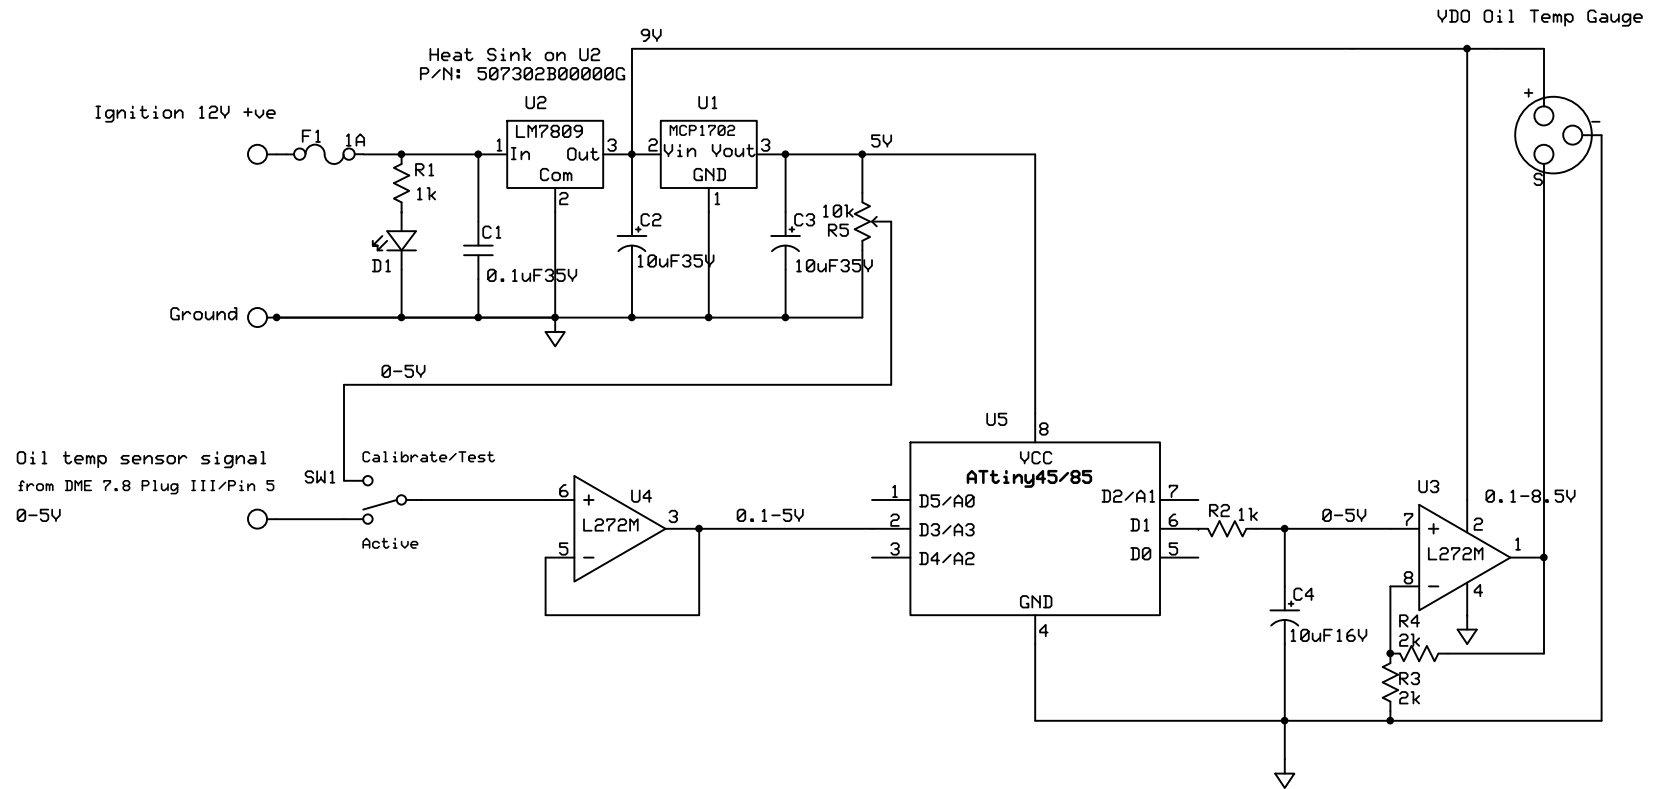 VDO Oil Temp Gauge
9V
Heat Sink on U2
P/N: 507302B00000G
Ignition 12V +ve
F1 1A
U2
LM7809
1 In Out 3
Com
2
U1
MCP1702
2 Vin Vout 3
GND
1
5V
+
-
S
R1
1k
D1
C1
0.1uF35V
+ C2
10uF35V
+ C3
10uF35V
10k
R5
Ground
0-5V
Oil temp sensor signal
from DME 7.8 Plug III/Pin 5
0-5V
SW1
Calibrate/Test
Active
U4
6 +
L272M
3
5 -
0.1-5V
U5
8
VCC
ATtiny45/85
1 D5/A0
2 D3/A3
3 D4/A2
D2/A1 7
D1 6
D0 5
GND
4
R2 1k
0-5V
+ C4
10uF16V
U3
0.1-8.5V
7 +
2
L272M
1
8 -
4
R4
2k
R3
2k